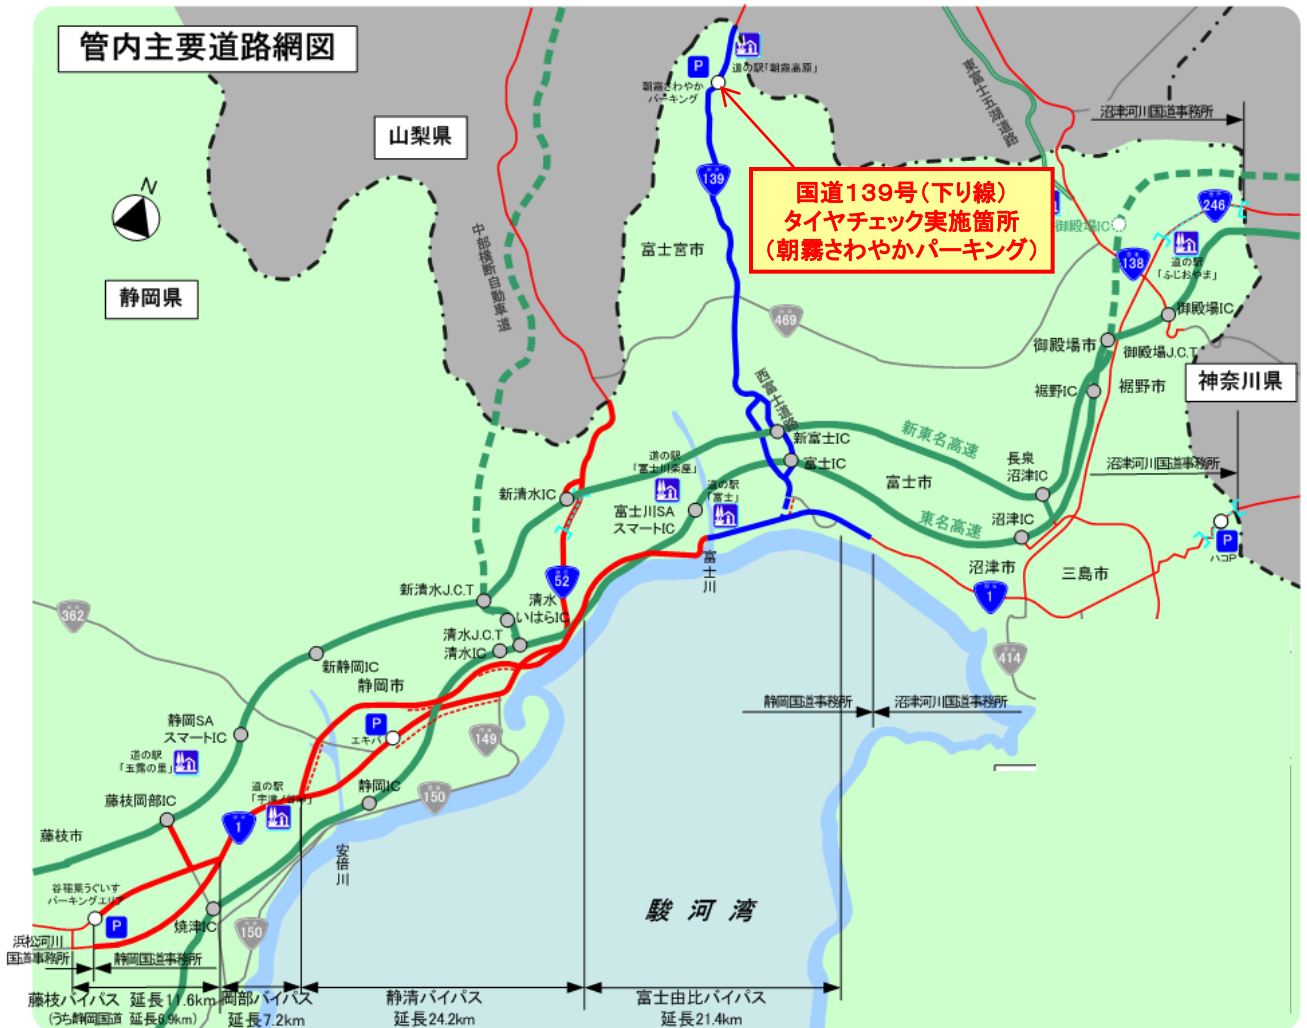 管内主要道路網図
山梨県
静岡県
神奈川県
N
P
道の駅「朝霧高原」
朝霧さわやか
パーキング
139
国道139号(下り線)
タイヤチェック実施箇所
(朝霧さわやかパーキング)
東富士五湖道路
沼津河川国道事務所
246
御殿場IC
138
道の駅
「ふじおやま」
御殿場IC
御殿場市
御殿場J.C.T
裾野IC
裾野市
中部横断自動車道
富士宮市
469
西富士道路
新富士IC
富士IC
新東名高速
東名高速
富士市
長泉
沼津IC
沼津IC
沼津河川国道事務所
P
ハコP
沼津市
三島市
1
414
道の駅
「富士川楽座」
道の駅
「富士」
富士川SA
スマートIC
富士川
新清水IC
52
新清水J.C.T
清水
いはらIC
清水J.C.T
清水IC
362
新静岡IC
静岡市
P
エキパ
149
150
静岡IC
静岡SA
スマートIC
道の駅
「玉露の里」
道の駅
「宇津ノ谷峠」
藤枝岡部IC
1
藤枝市
安倍川
谷稲葉うぐいす
パーキングエリア
P
焼津IC
150
静岡国道事務所
沼津河川国道事務所
駿河湾
浜松河川
国道事務所
静岡国道事務所
藤枝バイパス 延長11.6km
(うち静岡国道 延長6.9km)
岡部バイパス
延長7.2km
静清バイパス
延長24.2km
富士由比バイパス
延長21.4km